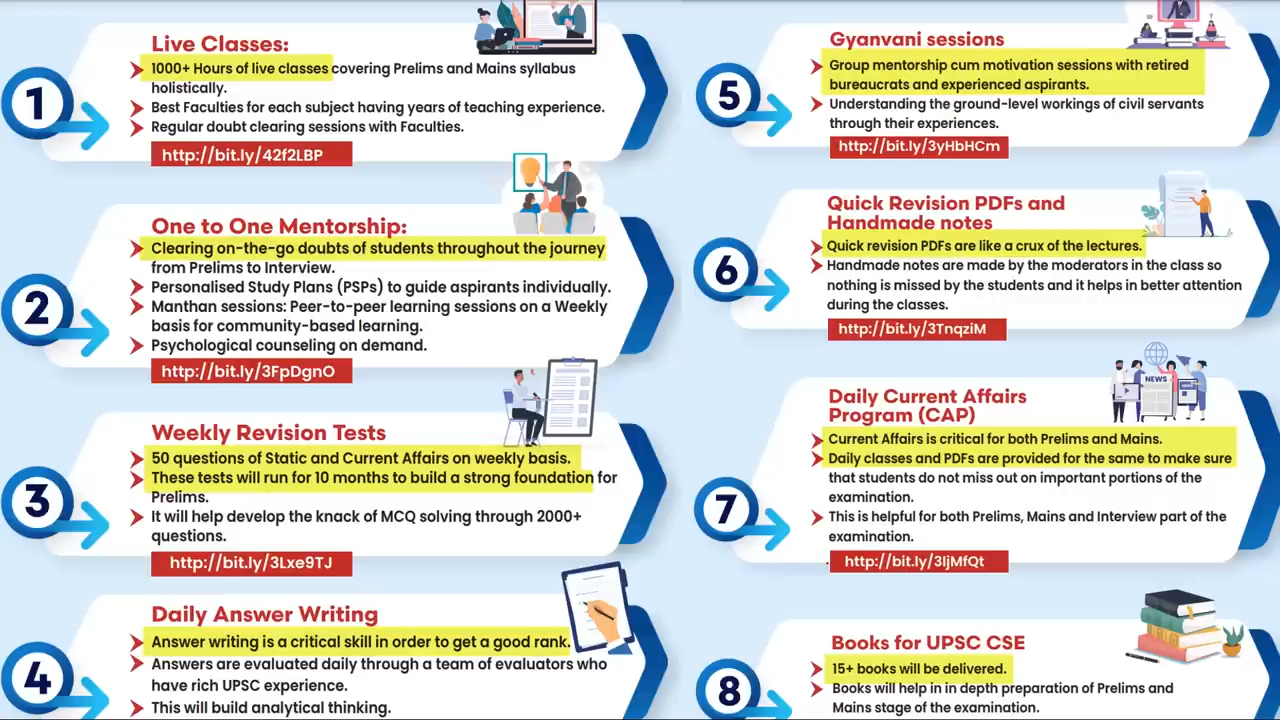 1
Live Classes:
1000+ Hours of live classes covering Prelims and Mains syllabus
holistically.
Best Faculties for each subject having years of teaching experience.
Regular doubt clearing sessions with Faculties.
http://bit.ly/42f2LBP
2
One to One Mentorship:
Clearing on-the-go doubts of students throughout the journey
from Prelims to Interview.
Personalised Study Plans (PSPs) to guide aspirants individually.
Manthan sessions: Peer-to-peer learning sessions on a Weekly
basis for community-based learning.
Psychological counseling on demand.
http://bit.ly/3FpDgnO
3
Weekly Revision Tests
50 questions of Static and Current Affairs on weekly basis.
These tests will run for 10 months to build a strong foundation for
Prelims.
It will help develop the knack of MCQ solving through 2000+
questions.
http://bit.ly/3Lxe9TJ
4
Daily Answer Writing
Answer writing is a critical skill in order to get a good rank.
Answers are evaluated daily through a team of evaluators who
have rich UPSC experience.
This will build analytical thinking.
5
Gyanvani sessions
Group mentorship cum motivation sessions with retired
bureaucrats and experienced aspirants.
Understanding the ground-level workings of civil servants
through their experiences.
http://bit.ly/3yHbHCm
6
Quick Revision PDFs and
Handmade notes
Quick revision PDFs are like a crux of the lectures.
Handmade notes are made by the moderators in the class so
nothing is missed by the students and it helps in better attention
during the classes.
http://bit.ly/3TnqziM
7
NEWS
Daily Current Affairs
Program (CAP)
Current Affairs is critical for both Prelims and Mains.
Daily classes and PDFs are provided for the same to make sure
that students do not miss out on important portions of the
examination.
This is helpful for both Prelims, Mains and Interview part of the
examination.
http://bit.ly/3IjMfQt
8
Books for UPSC CSE
15+ books will be delivered.
Books will help in in depth preparation of Prelims and
Mains stage of the examination.